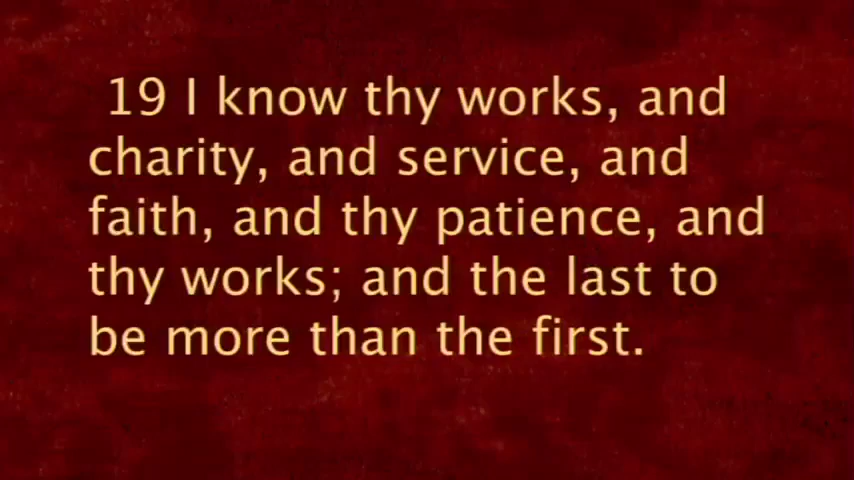 19 I know thy works, and
charity, and service, and
faith, and thy patience, and
thy works; and the last to
be more than the first.